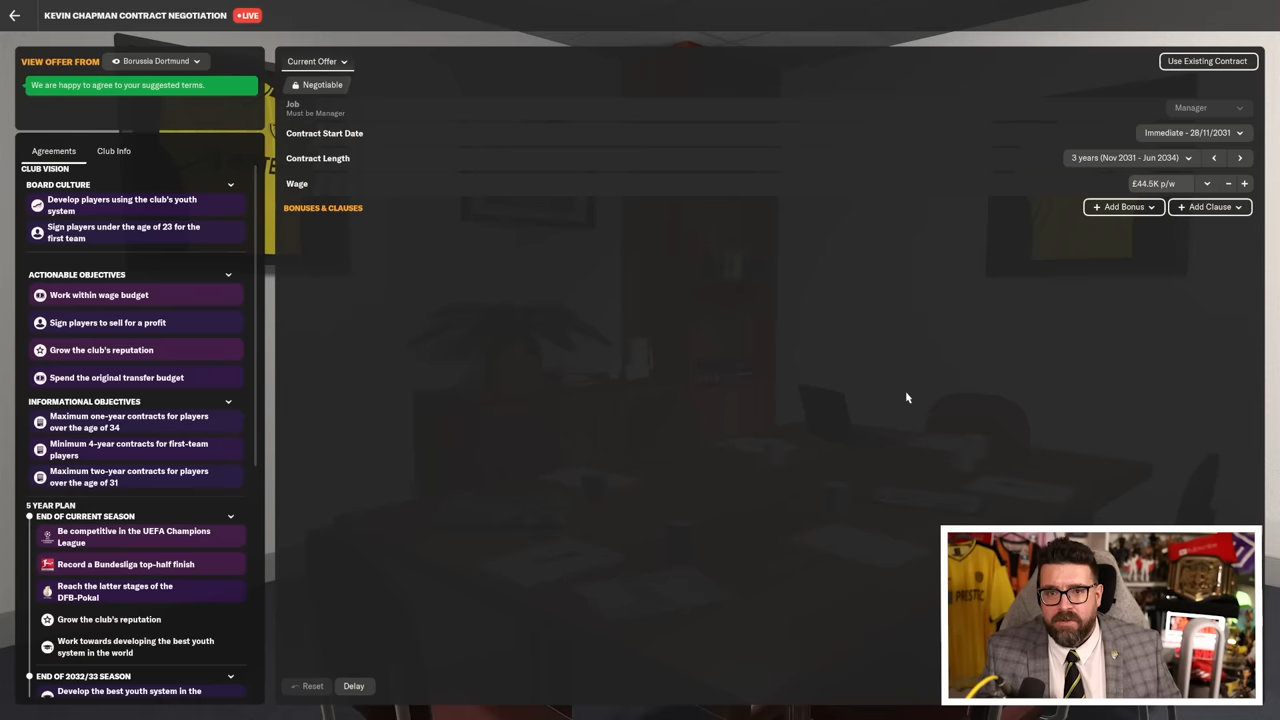 KEVIN CHAPMAN CONTRACT NEGOTIATION
LIVE
VIEW OFFER FROM
Borussia Dortmund
We are happy to agree to your suggested terms.
Agreements
Club Info
CLUB VISION
BOARD CULTURE
Develop players using the club's youth
system
Sign players under the age of 23 for the
first team
ACTIONABLE OBJECTIVES
Work within wage budget
Sign players to sell for a profit
Grow the club's reputation
Spend the original transfer budget
INFORMATIONAL OBJECTIVES
Maximum one-year contracts for players
over the age of 34
Minimum 4-year contracts for first-team
players
Maximum two-year contracts for players
over the age of 31
5 YEAR PLAN
END OF CURRENT SEASON
Be competitive in the UEFA Champions
League
Record a Bundesliga top-half finish
Reach the latter stages of the
DFB-Pokal
Grow the club's reputation
Work towards developing the best youth
system in the world
END OF 2032/33 SEASON
Develop the best youth system in the
Current Offer
Use Existing Contract
Negotiable
Job
Must be Manager
Manager
Contract Start Date
Immediate - 28/11/2031
Contract Length
3 years (Nov 2031 - Jun 2034)
Wage
£44.5K p/w
BONUSES & CLAUSES
Add Bonus
Add Clause
Reset
Delay
PRESTIC